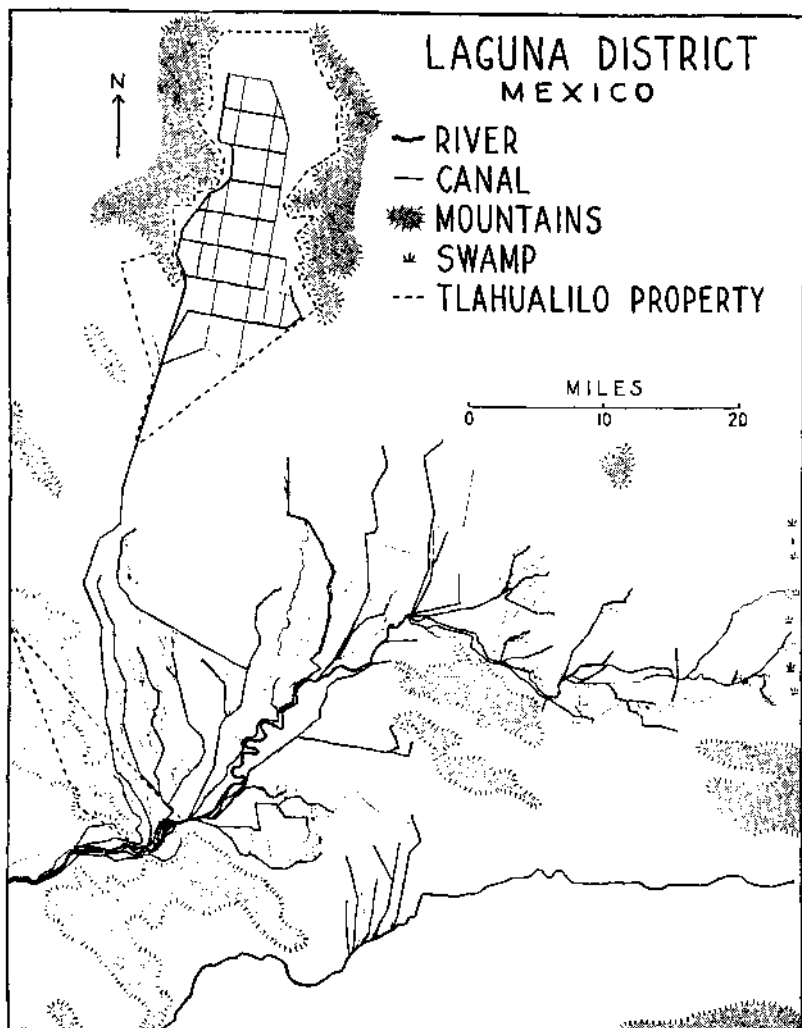 LAGUNA DISTRICT
MEXICO
N
RIVER
CANAL
MOUNTAINS
SWAMP
TLAHUALILO PROPERTY
MILES
0 10 20